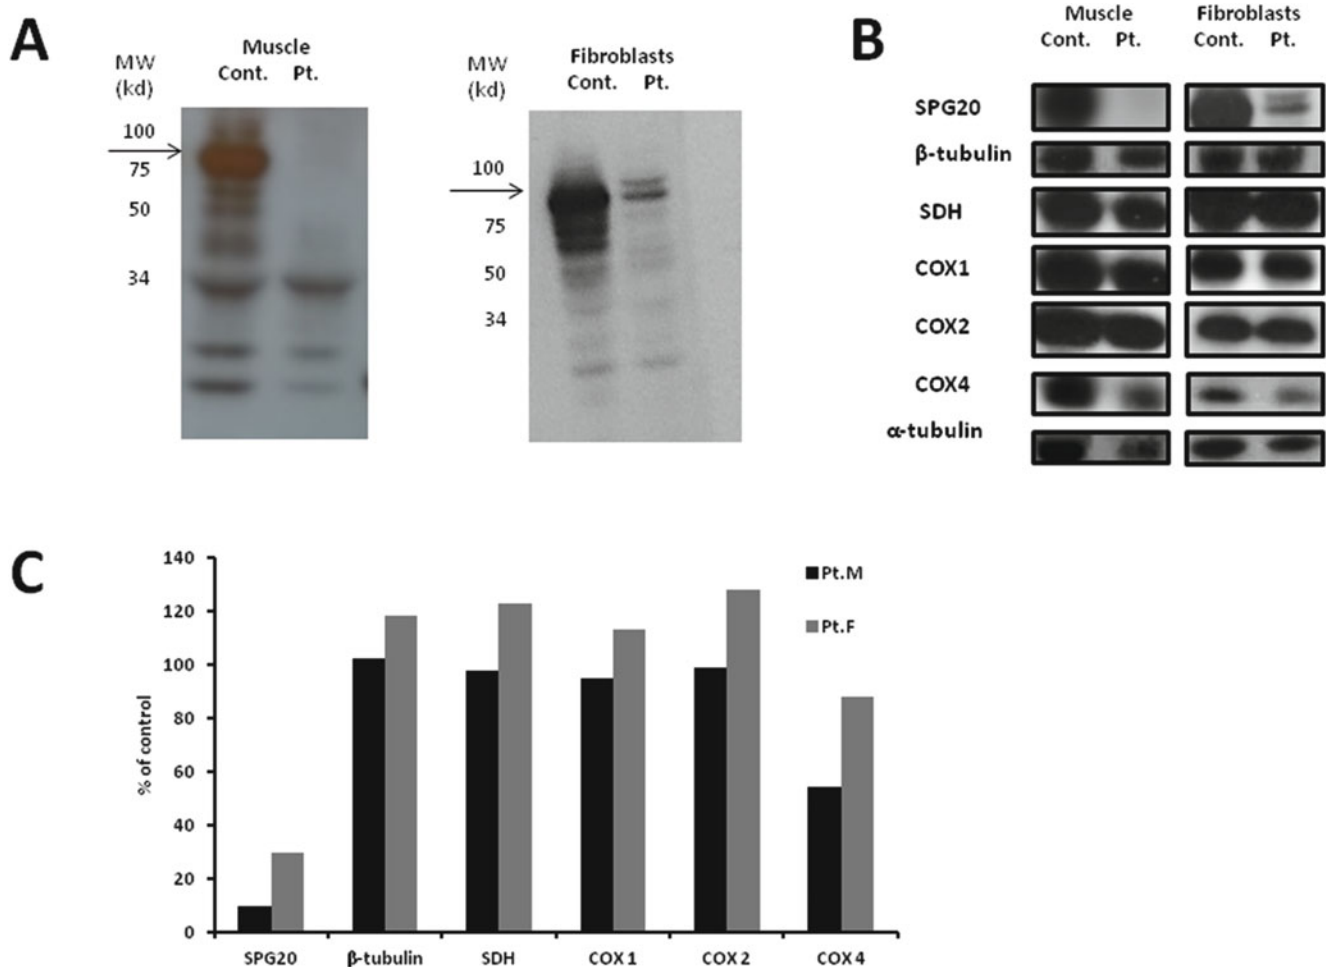 A
MW
(kd)
Muscle
Cont. Pt.
100
75
50
34
MW
(kd)
Fibroblasts
Cont. Pt.
100
75
50
34
B
Muscle
Cont. Pt.
Fibroblasts
Cont. Pt.
SPG20
β-tubulin
SDH
COX1
COX2
COX4
α-tubulin
C
% of control
140
120
100
80
60
40
20
0
SPG20 β-tubulin SDH COX 1 COX 2 COX 4
Pt.M
Pt.F